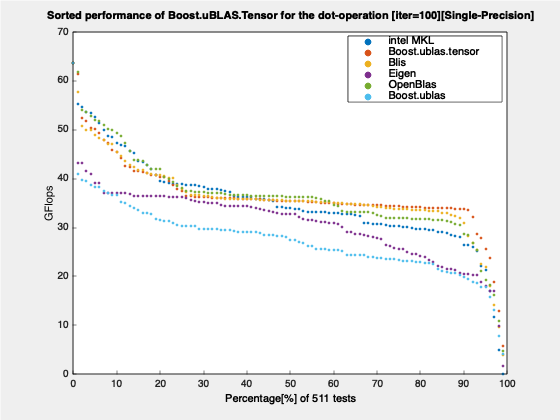 Sorted performance of Boost.uBLAS.Tensor for the dot-operation [iter=100][Single-Precision]
70
60
50
40
30
20
10
0
GFlops
intel MKL
Boost.ublas.tensor
Blis
Eigen
OpenBlas
Boost.ublas
0 10 20 30 40 50 60 70 80 90 100
Percentage[%] of 511 tests